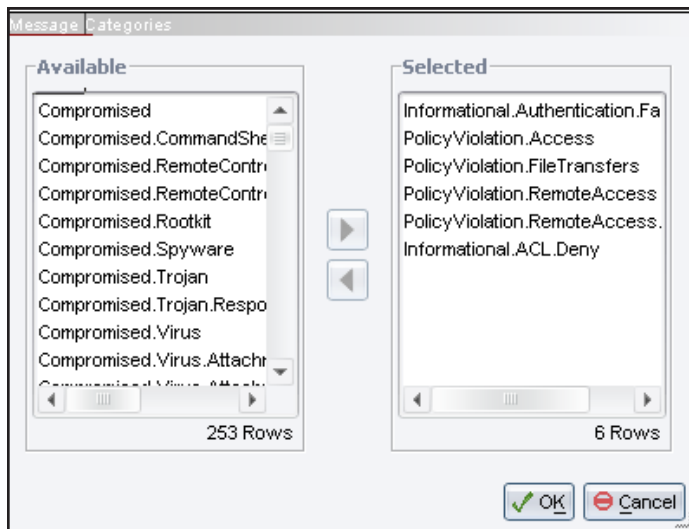 Message Categories
Available
Compromised
Compromised.CommandShe
Compromised.RemoteContr
Compromised.RemoteContr
Compromised.Rootkit
Compromised.Spyware
Compromised.Trojan
Compromised.Trojan.Respo
Compromised.Virus
Compromised.Virus.Attachr
253 Rows
Selected
Informational.Authentication.Fa
PolicyViolation.Access
PolicyViolation.FileTransfers
PolicyViolation.RemoteAccess
PolicyViolation.RemoteAccess.
Informational.ACL.Deny
6 Rows
OK
Cancel